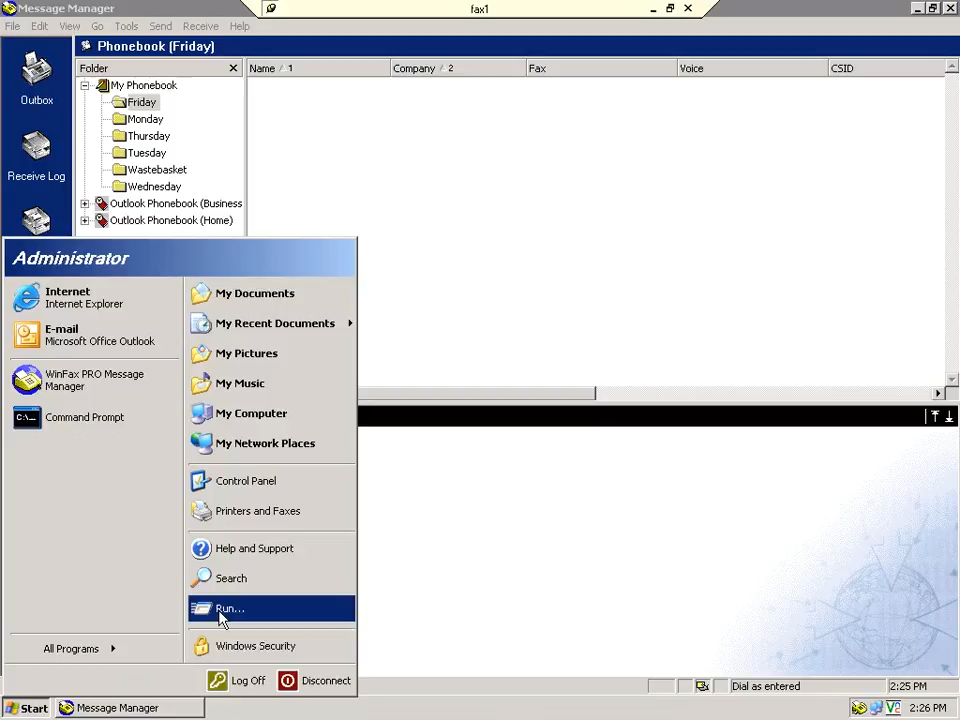 Message Manager
fax1
File Edit View Go Tools Send Receive Help
Phonebook (Friday)
Folder
Name 1
Company 2
Fax
Voice
CSID
My Phonebook
Friday
Monday
Thursday
Tuesday
Wastebasket
Wednesday
Outlook Phonebook (Business
Outlook Phonebook (Home)
Outbox
Receive Log
Administrator
Internet
Internet Explorer
E-mail
Microsoft Office Outlook
WinFax PRO Message
Manager
C:\...
Command Prompt
My Documents
My Recent Documents
My Pictures
My Music
My Computer
My Network Places
Control Panel
Printers and Faxes
Help and Support
Search
Run...
Windows Security
All Programs
Log Off
Disconnect
Dial as entered
2:25 PM
Start
Message Manager
2:26 PM